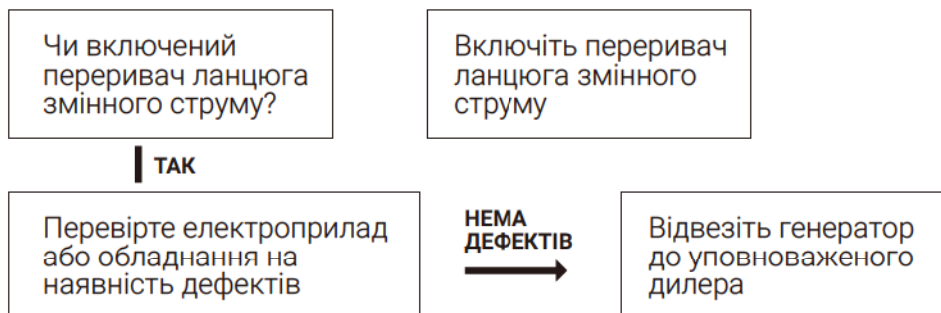 Чи включений
переривач ланцюга
змінного струму?
Включіть переривач
ланцюга змінного
струму
ТАК
Перевірте електроприлад
або обладнання на
наявність дефектів
НЕМА
ДЕФЕКТІВ
Відвезіть генератор
до уповноваженого
дилера